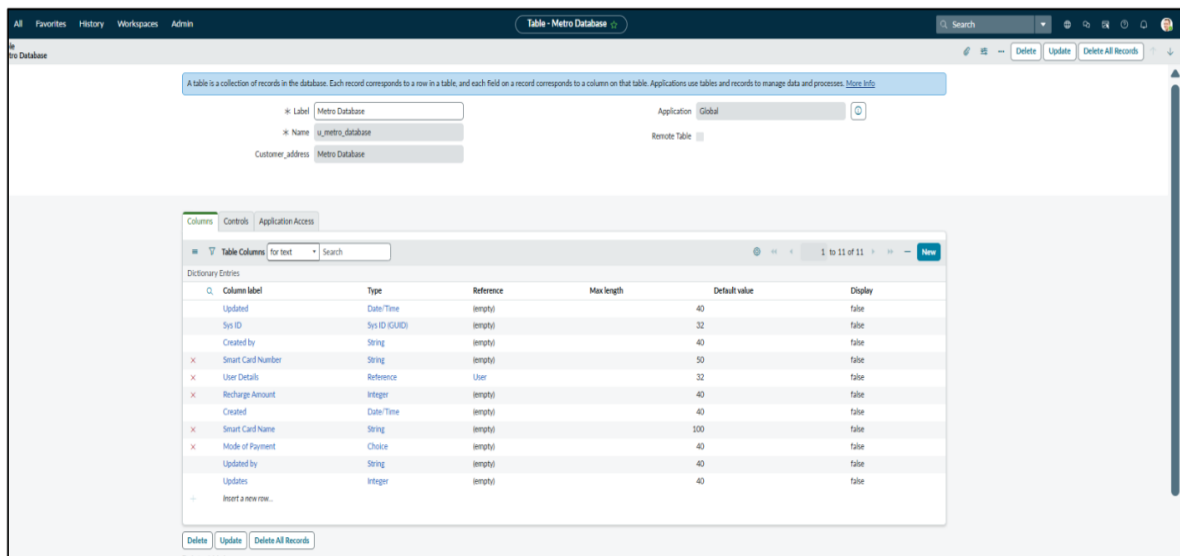 All Favorites History Workspaces Admin Table - Metro Database Search
tro Database Delete Update Delete All Records
A table is a collection of records in the database. Each record corresponds to a row in a table, and each field on a record corresponds to a column on that table. Applications use tables and records to manage data and processes. More Info
* Label Metro Database Application Global
* Name u_metro_database Remote Table
Customer_address Metro Database
Columns Controls Application Access
Table Columns for text Search 1 to 11 of 11 New
Dictionary Entries
Column label Type Reference Max length Default value Display
Updated Date/Time (empty) 40 false
Sys ID Sys ID (GUID) (empty) 32 false
Created by String (empty) 40 false
Smart Card Number String (empty) 50 false
User Details Reference User 32 false
Recharge Amount Integer (empty) 40 false
Created Date/Time (empty) 40 false
Smart Card Name String (empty) 100 false
Mode of Payment Choice (empty) 40 false
Updated by String (empty) 40 false
Updates Integer (empty) 40 false
Insert a new row...
Delete Update Delete All Records